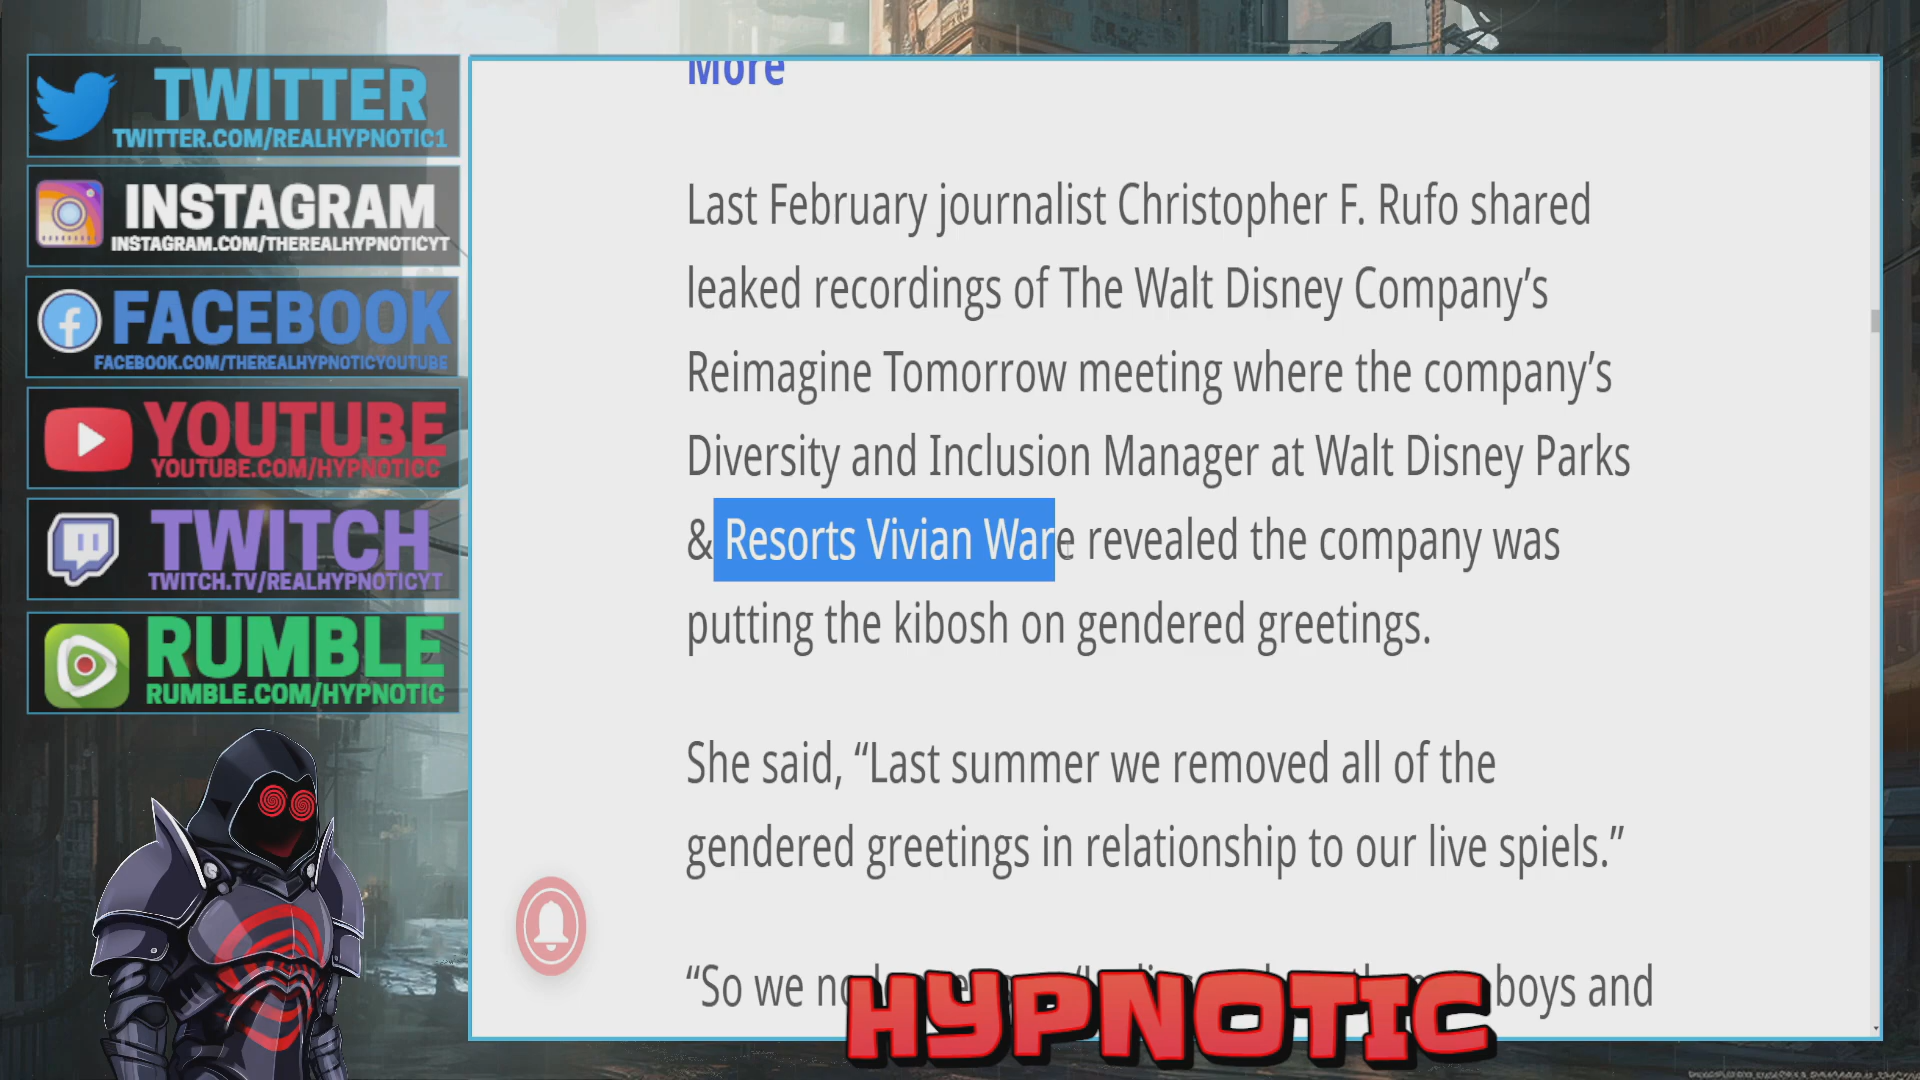 TWITTER
TWITTER.COM/REALHYPNOTIC1
INSTAGRAM
INSTAGRAM.COM/THEREALHYPNOTICYT
FACEBOOK
FACEBOOK.COM/THEREALHYPNOTICYOUTUBE
YOUTUBE
YOUTUBE.COM/HYPNOTICC
TWITCH
TWITCH.TV/REALHYPNOTICYT
RUMBLE
RUMBLE.COM/HYPNOTIC
More
Last February journalist Christopher F. Rufo shared
leaked recordings of The Walt Disney Company’s
Reimagine Tomorrow meeting where the company’s
Diversity and Inclusion Manager at Walt Disney Parks
& Resorts Vivian Ware revealed the company was
putting the kibosh on gendered greetings.
She said, “Last summer we removed all of the
gendered greetings in relationship to our live spiels.”
“So we boys and
HYPNOTIC